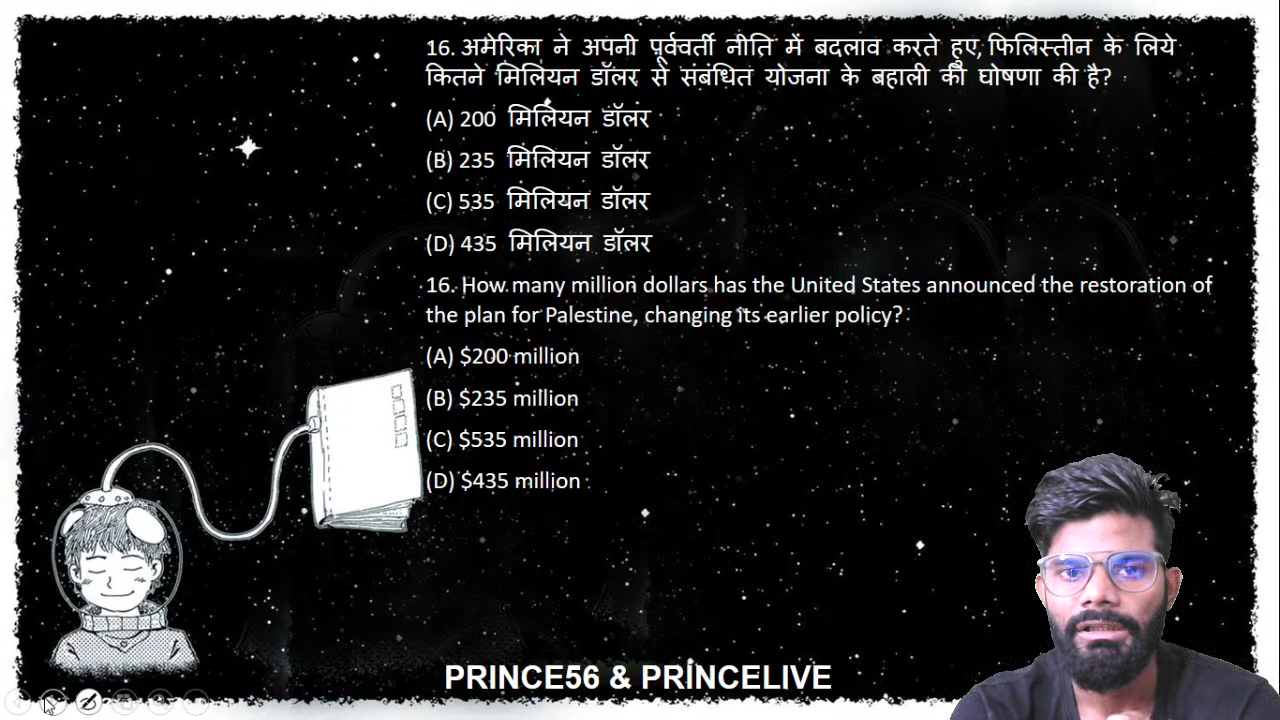 16. अमेरिका ने अपनी पूर्ववर्ती नीति में बदलाव करते हुए, फिलिस्तीन के लिये
कितने मिलियन डॉलर से संबंधित योजना के बहाली की घोषणा की है?
(A) 200 मिलियन डॉलर
(B) 235 मिलियन डॉलर
(C) 535 मिलियन डॉलर
(D) 435 मिलियन डॉलर
16. How many million dollars has the United States announced the restoration of
the plan for Palestine, changing its earlier policy?
(A) $200 million
(B) $235 million
(C) $535 million
(D) $435 million
PRINCE56 & PRINCELIVE